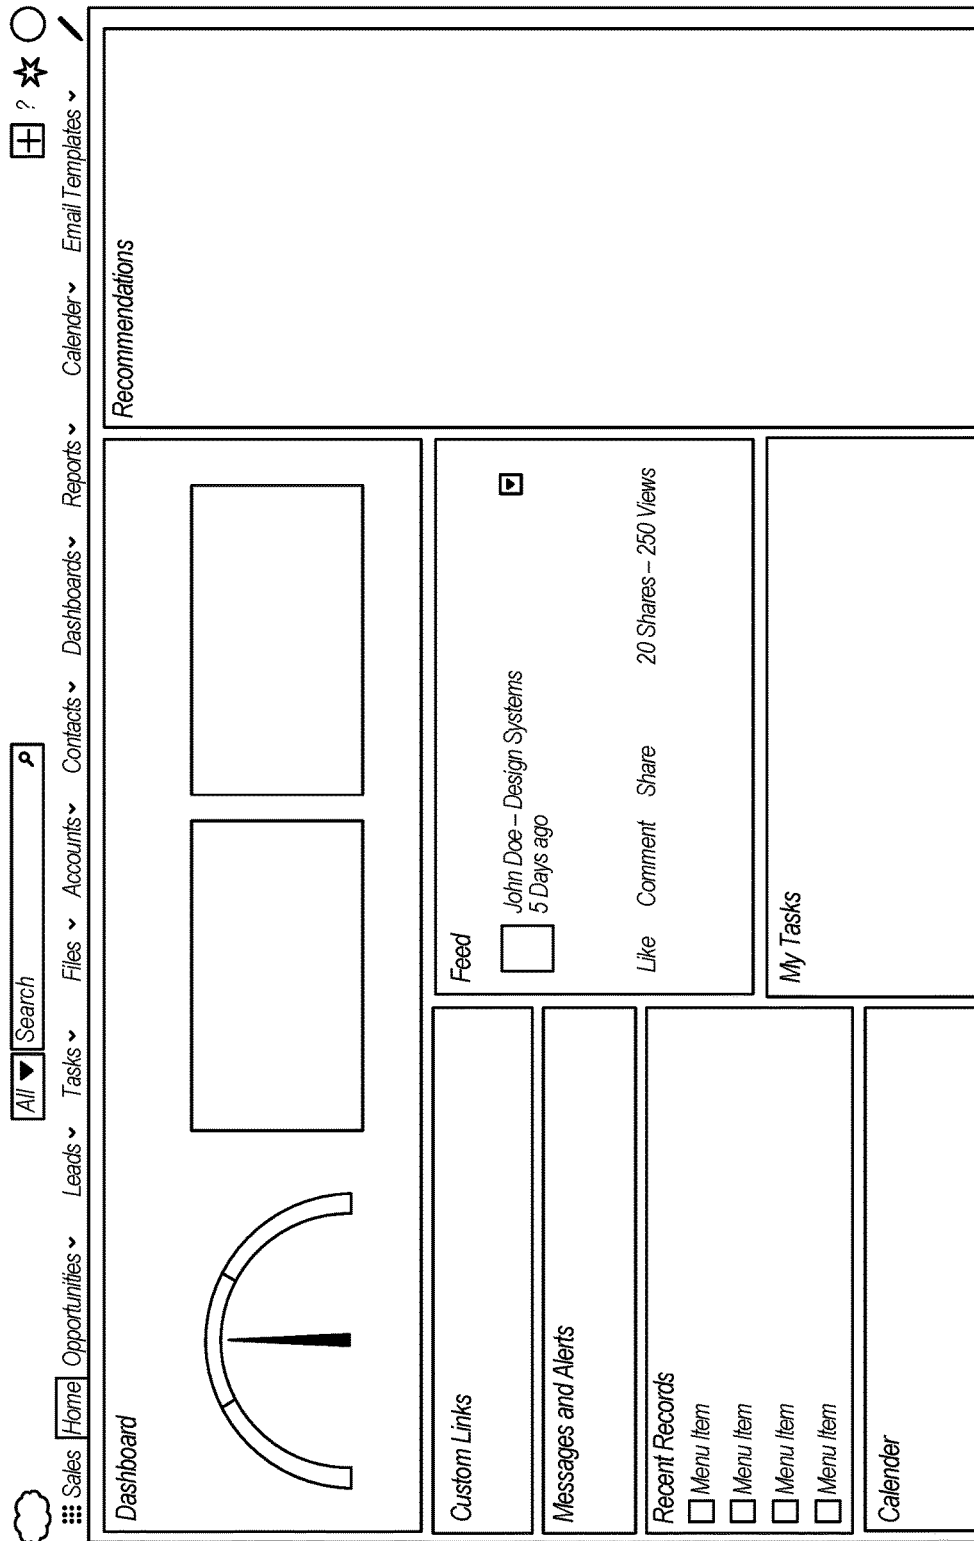 All Search
?
Sales Home Opportunities Leads Tasks Files Accounts Contacts Dashboards Reports Calender Email Templates
Dashboard
Recommendations
Custom Links
Messages and Alerts
Recent Records
Menu Item
Menu Item
Menu Item
Menu Item
Calender
Feed
John Doe – Design Systems
5 Days ago
Like Comment Share 20 Shares – 250 Views
My Tasks